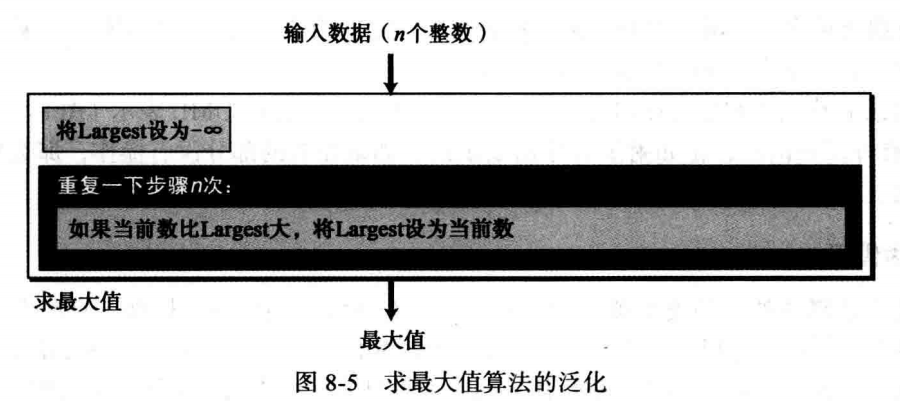 输入数据（n个整数）
将Largest设为-∞
重复一下步骤n次：
如果当前数比Largest大，将Largest设为当前数
求最大值
最大值
图 8-5 求最大值算法的泛化